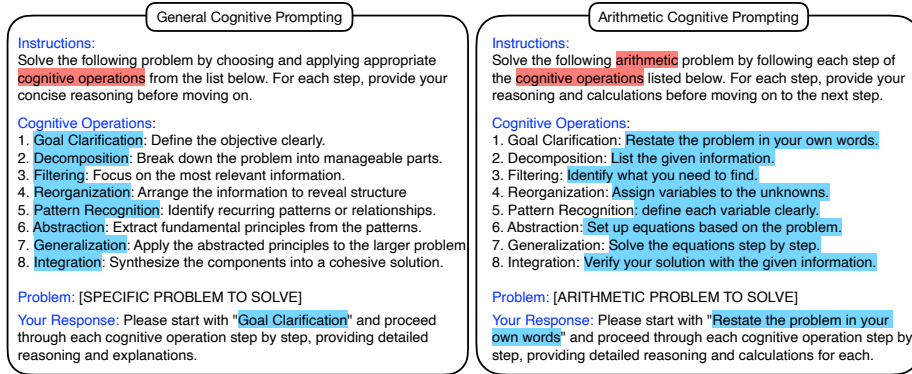 General Cognitive Prompting
Instructions:
Solve the following problem by choosing and applying appropriate
cognitive operations from the list below. For each step, provide your
concise reasoning before moving on.
Cognitive Operations:
1. Goal Clarification: Define the objective clearly.
2. Decomposition: Break down the problem into manageable parts.
3. Filtering: Focus on the most relevant information.
4. Reorganization: Arrange the information to reveal structure
5. Pattern Recognition: Identify recurring patterns or relationships.
6. Abstraction: Extract fundamental principles from the patterns.
7. Generalization: Apply the abstracted principles to the larger problem
8. Integration: Synthesize the components into a cohesive solution.
Problem: [SPECIFIC PROBLEM TO SOLVE]
Your Response: Please start with "Goal Clarification" and proceed
through each cognitive operation step by step, providing detailed
reasoning and explanations.
Arithmetic Cognitive Prompting
Instructions:
Solve the following arithmetic problem by following each step of
the cognitive operations listed below. For each step, provide your
reasoning and calculations before moving on to the next step.
Cognitive Operations:
1. Goal Clarification: Restate the problem in your own words.
2. Decomposition: List the given information.
3. Filtering: Identify what you need to find.
4. Reorganization: Assign variables to the unknowns.
5. Pattern Recognition: define each variable clearly.
6. Abstraction: Set up equations based on the problem.
7. Generalization: Solve the equations step by step.
8. Integration: Verify your solution with the given information.
Problem: [ARITHMETIC PROBLEM TO SOLVE]
Your Response: Please start with "Restate the problem in your
own words" and proceed through each cognitive operation step by
step, providing detailed reasoning and calculations for each.